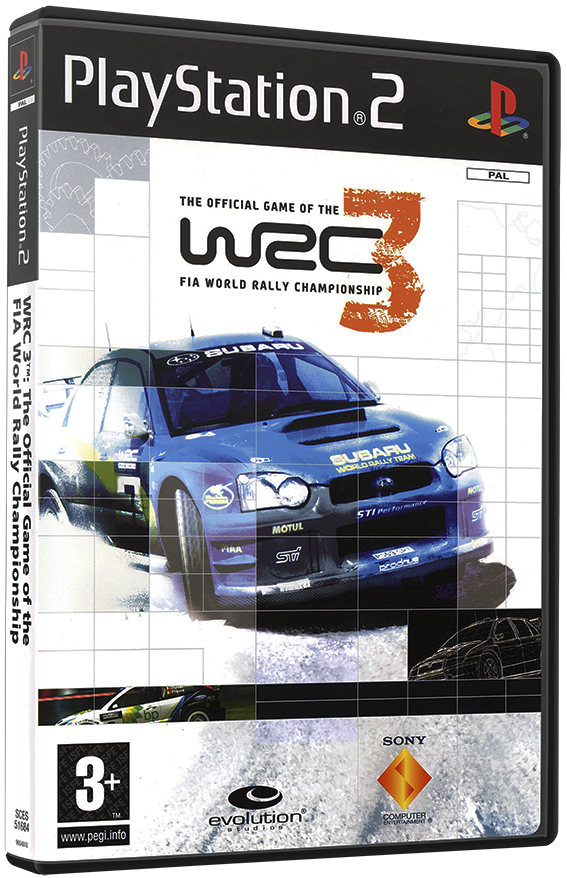 PlayStation®2
PAL
THE OFFICIAL GAME OF THE
WRC 3
FIA WORLD RALLY CHAMPIONSHIP
SUBARU
SUBARU
WORLD RALLY TEAM
STI Performance
MOTUL
STI
prodrive
bp
3+
www.pegi.info
evolution
studios
SONY
COMPUTER
ENTERTAINMENT®
PAL
PlayStation®2
WRC 3™: The Official Game of the
FIA World Rally Championship
SCES
51684